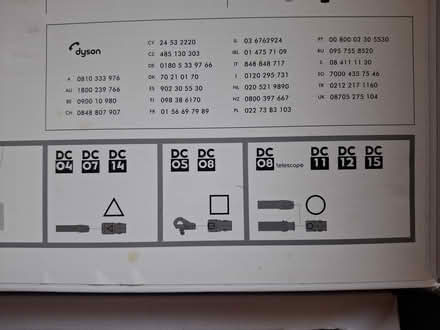 dyson
A 0810 333 976
AU 1800 239 766
BE 0900 10 980
CH 0848 807 907
CY 24 53 2220
CZ 485 130 303
DE 0180 5 33 97 66
DK 70 21 01 70
ES 902 30 55 30
FI 098 38 6170
FR 01 56 69 79 89
IL 03 6762924
IRL 01 475 71 09
IT 848 848 717
J 0120 295 731
NL 020 521 9890
NZ 0800 397 667
PL 022 73 83 103
PT 00 800 02 30 5530
RU 095 755 8520
S 08 411 11 30
SG 7000 435 75 46
TR 0212 217 1160
UK 08705 275 104
DC 04 DC 07 DC 14
DC 05 DC 08
DC 08 telescope DC 11 DC 12 DC 15